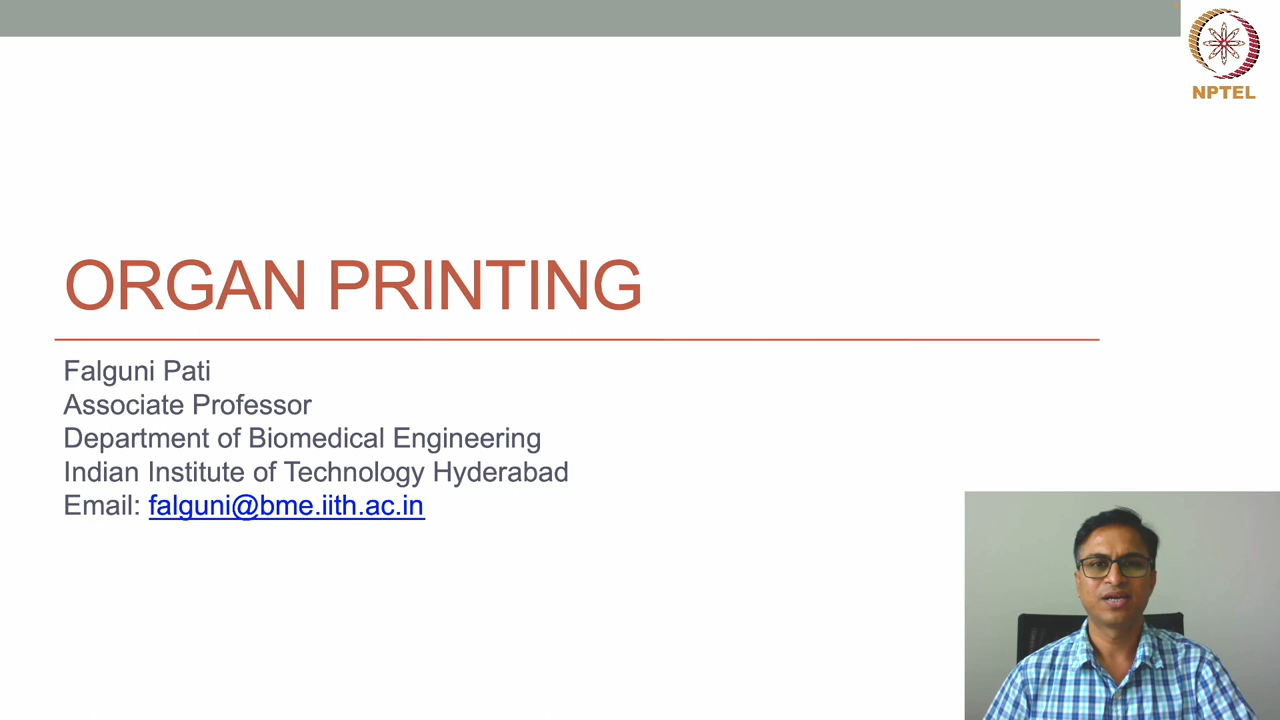 NPTEL
ORGAN PRINTING
Falguni Pati
Associate Professor
Department of Biomedical Engineering
Indian Institute of Technology Hyderabad
Email: falguni@bme.iith.ac.in